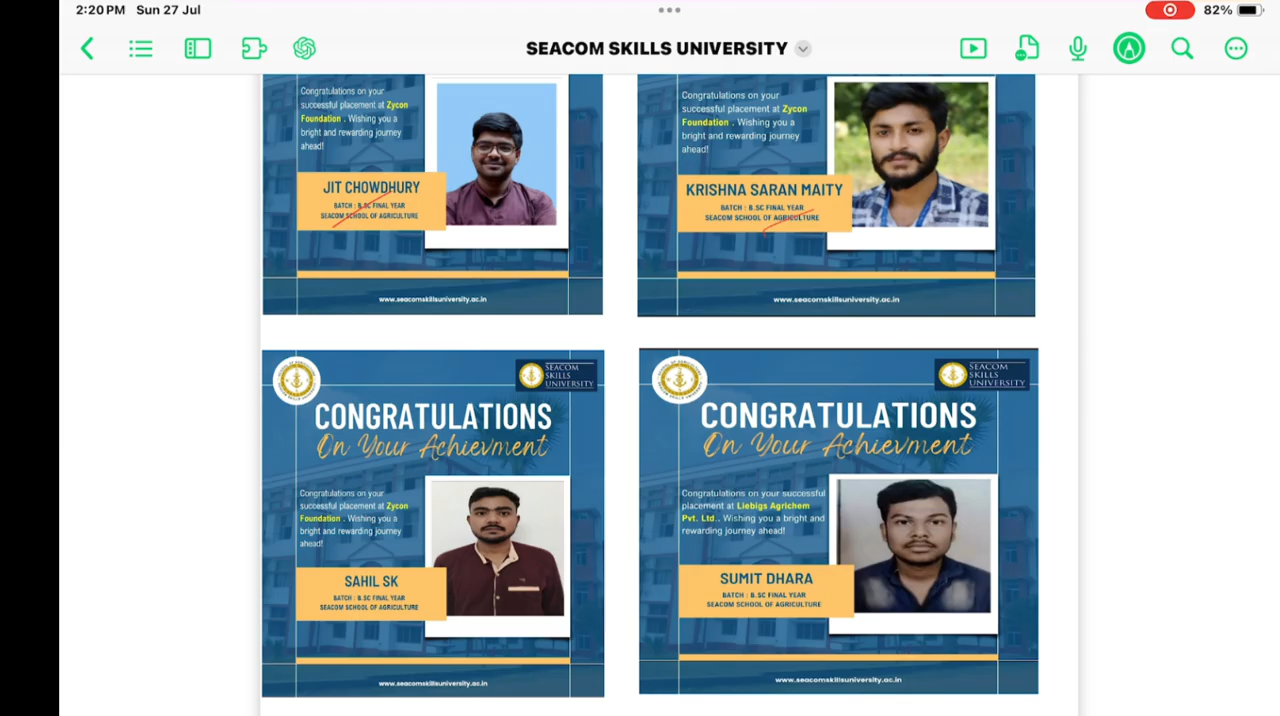 2:20 PM Sun 27 Jul
82%
SEACOM SKILLS UNIVERSITY
Congratulations on your
successful placement at Zycon
Foundation . Wishing you a
bright and rewarding journey
ahead!
JIT CHOWDHURY
BATCH : B.SC FINAL YEAR
SEACOM SCHOOL OF AGRICULTURE
www.seacomskillsuniversity.ac.in
Congratulations on your
successful placement at Zycon
Foundation . Wishing you a
bright and rewarding journey
ahead!
KRISHNA SARAN MAITY
BATCH : B.SC FINAL YEAR
SEACOM SCHOOL OF AGRICULTURE
www.seacomskillsuniversity.ac.in
SEACOM
SKILLS
UNIVERSITY
CONGRATULATIONS
On Your Achievment
Congratulations on your
successful placement at Zycon
Foundation . Wishing you a
bright and rewarding journey
ahead!
SAHIL SK
BATCH : B.SC FINAL YEAR
SEACOM SCHOOL OF AGRICULTURE
www.seacomskillsuniversity.ac.in
SEACOM
SKILLS
UNIVERSITY
CONGRATULATIONS
On Your Achievment
Congratulations on your successful
placement at Liebigs Agrichem
Pvt. Ltd.. Wishing you a bright and
rewarding journey ahead!
SUMIT DHARA
BATCH : B.SC FINAL YEAR
SEACOM SCHOOL OF AGRICULTURE
www.seacomskillsuniversity.ac.in